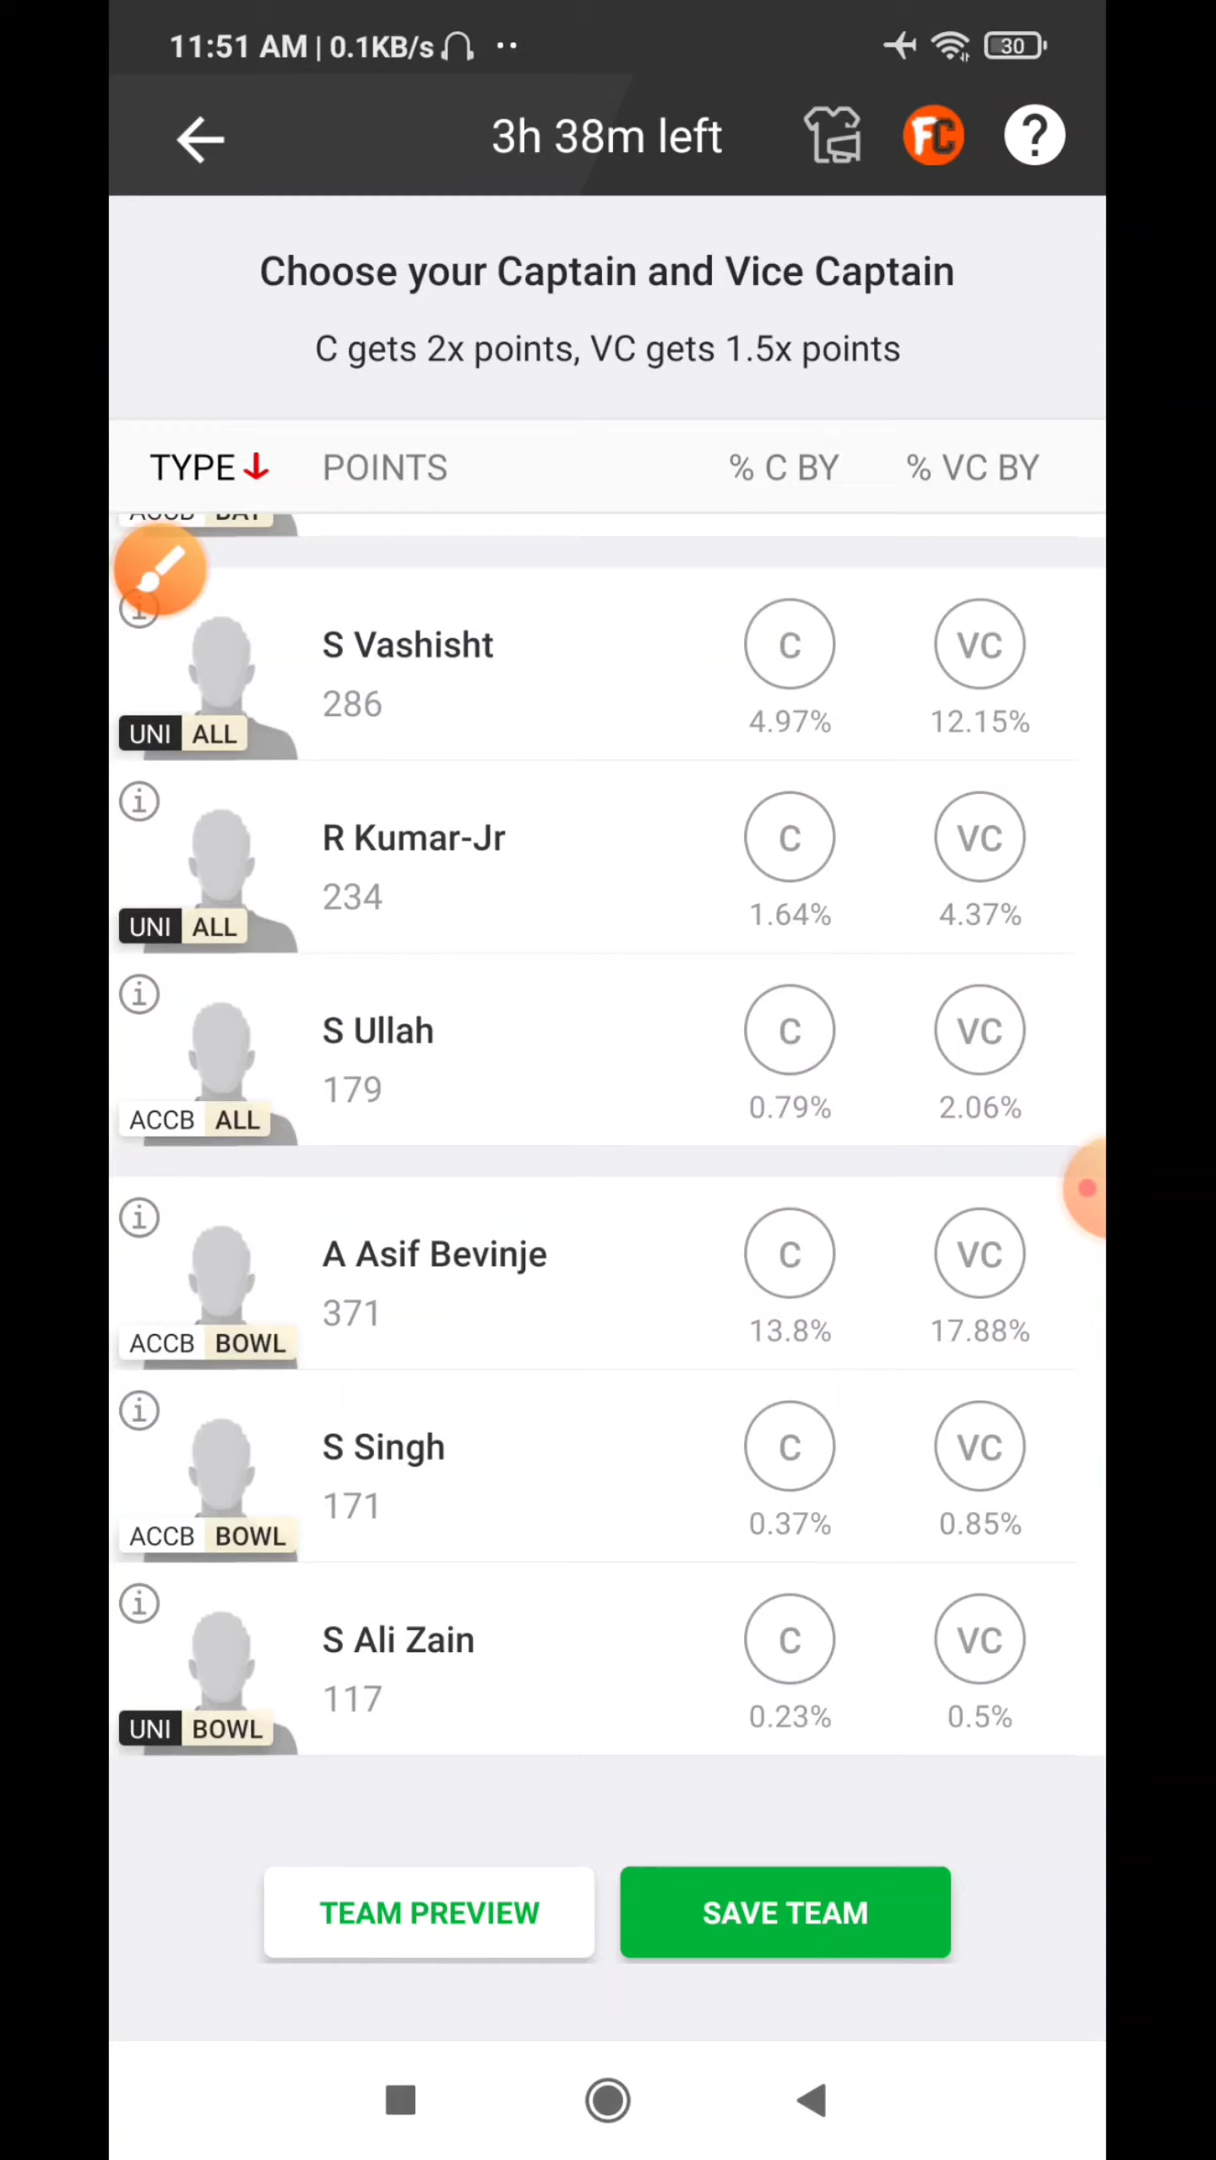 11:51 AM | 0.1KB/s 30
3h 38m left FC ?
Choose your Captain and Vice Captain
C gets 2x points, VC gets 1.5x points
TYPE POINTS % C BY % VC BY
ACCB BAT
S Vashisht C VC
286 4.97% 12.15%
UNI ALL
R Kumar-Jr C VC
234 1.64% 4.37%
UNI ALL
S Ullah C VC
179 0.79% 2.06%
ACCB ALL
A Asif Bevinje C VC
371 13.8% 17.88%
ACCB BOWL
S Singh C VC
171 0.37% 0.85%
ACCB BOWL
S Ali Zain C VC
117 0.23% 0.5%
UNI BOWL
TEAM PREVIEW SAVE TEAM